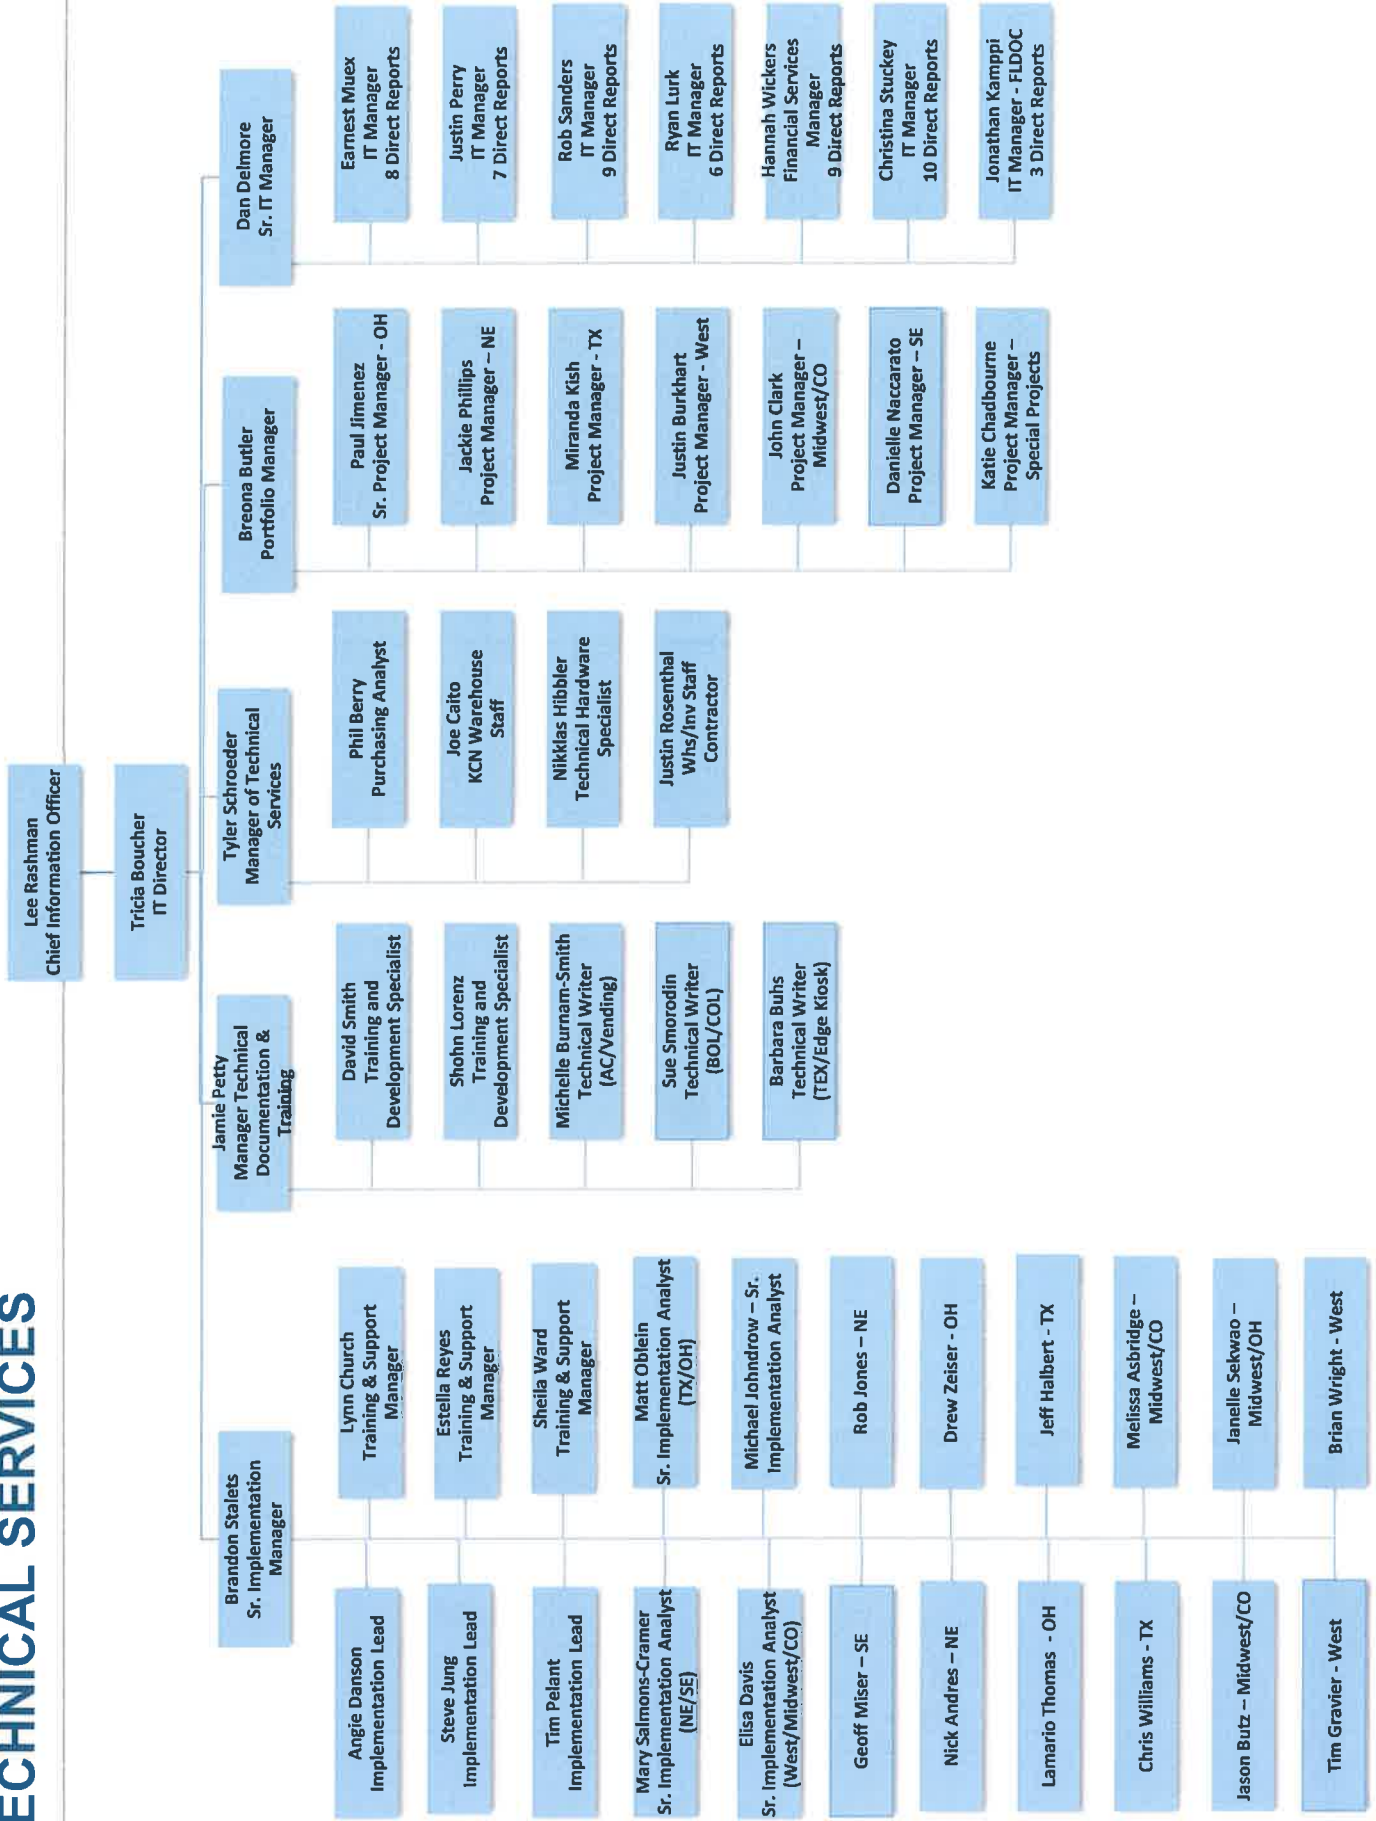 ECHNICAL SERVICES
Lee Rashman
Chief Information Officer
Tricia Boucher
IT Director
Brandon Stalets
Sr. Implementation
Manager
Angie Danson
Implementation Lead
Lynn Church
Training & Support
Manager
Steve Jung
Implementation Lead
Estella Reyes
Training & Support
Manager
Tim Pelant
Implementation Lead
Sheila Ward
Training & Support
Manager
Mary Salmons-Cramer
Sr. Implementation Analyst
(NE/SE)
Matt Oblein
Sr. Implementation Analyst
(TX/OH)
Elisa Davis
Sr. Implementation Analyst
(West/Midwest/CO)
Michael Johndrow – Sr.
Implementation Analyst
Geoff Miser – SE
Rob Jones – NE
Nick Andres – NE
Drew Zeiser - OH
Lamario Thomas - OH
Jeff Halbert - TX
Chris Williams - TX
Melissa Asbridge –
Midwest/CO
Jason Butz – Midwest/CO
Janelle Sekwao –
Midwest/OH
Tim Gravier - West
Brian Wright - West
Jamie Petty
Manager Technical
Documentation &
Training
David Smith
Training and
Development Specialist
Shohn Lorenz
Training and
Development Specialist
Michelle Burnam-Smith
Technical Writer
(AC/Vending)
Sue Smorodin
Technical Writer
(BOL/COL)
Barbara Buhs
Technical Writer
(TEX/Edge Kiosk)
Tyler Schroeder
Manager of Technical
Services
Phil Berry
Purchasing Analyst
Joe Caito
KCN Warehouse
Staff
Nikklas Hibbler
Technical Hardware
Specialist
Justin Rosenthal
Whs/Inv Staff
Contractor
Breona Butler
Portfolio Manager
Paul Jimenez
Sr. Project Manager - OH
Jackie Phillips
Project Manager – NE
Miranda Kish
Project Manager - TX
Justin Burkhart
Project Manager - West
John Clark
Project Manager –
Midwest/CO
Danielle Naccarato
Project Manager – SE
Katie Chadbourne
Project Manager –
Special Projects
Dan Delmore
Sr. IT Manager
Earnest Muex
IT Manager
8 Direct Reports
Justin Perry
IT Manager
7 Direct Reports
Rob Sanders
IT Manager
9 Direct Reports
Ryan Lurk
IT Manager
6 Direct Reports
Hannah Wickers
Financial Services
Manager
9 Direct Reports
Christina Stuckey
IT Manager
10 Direct Reports
Jonathan Kamppi
IT Manager - FLDOC
3 Direct Reports